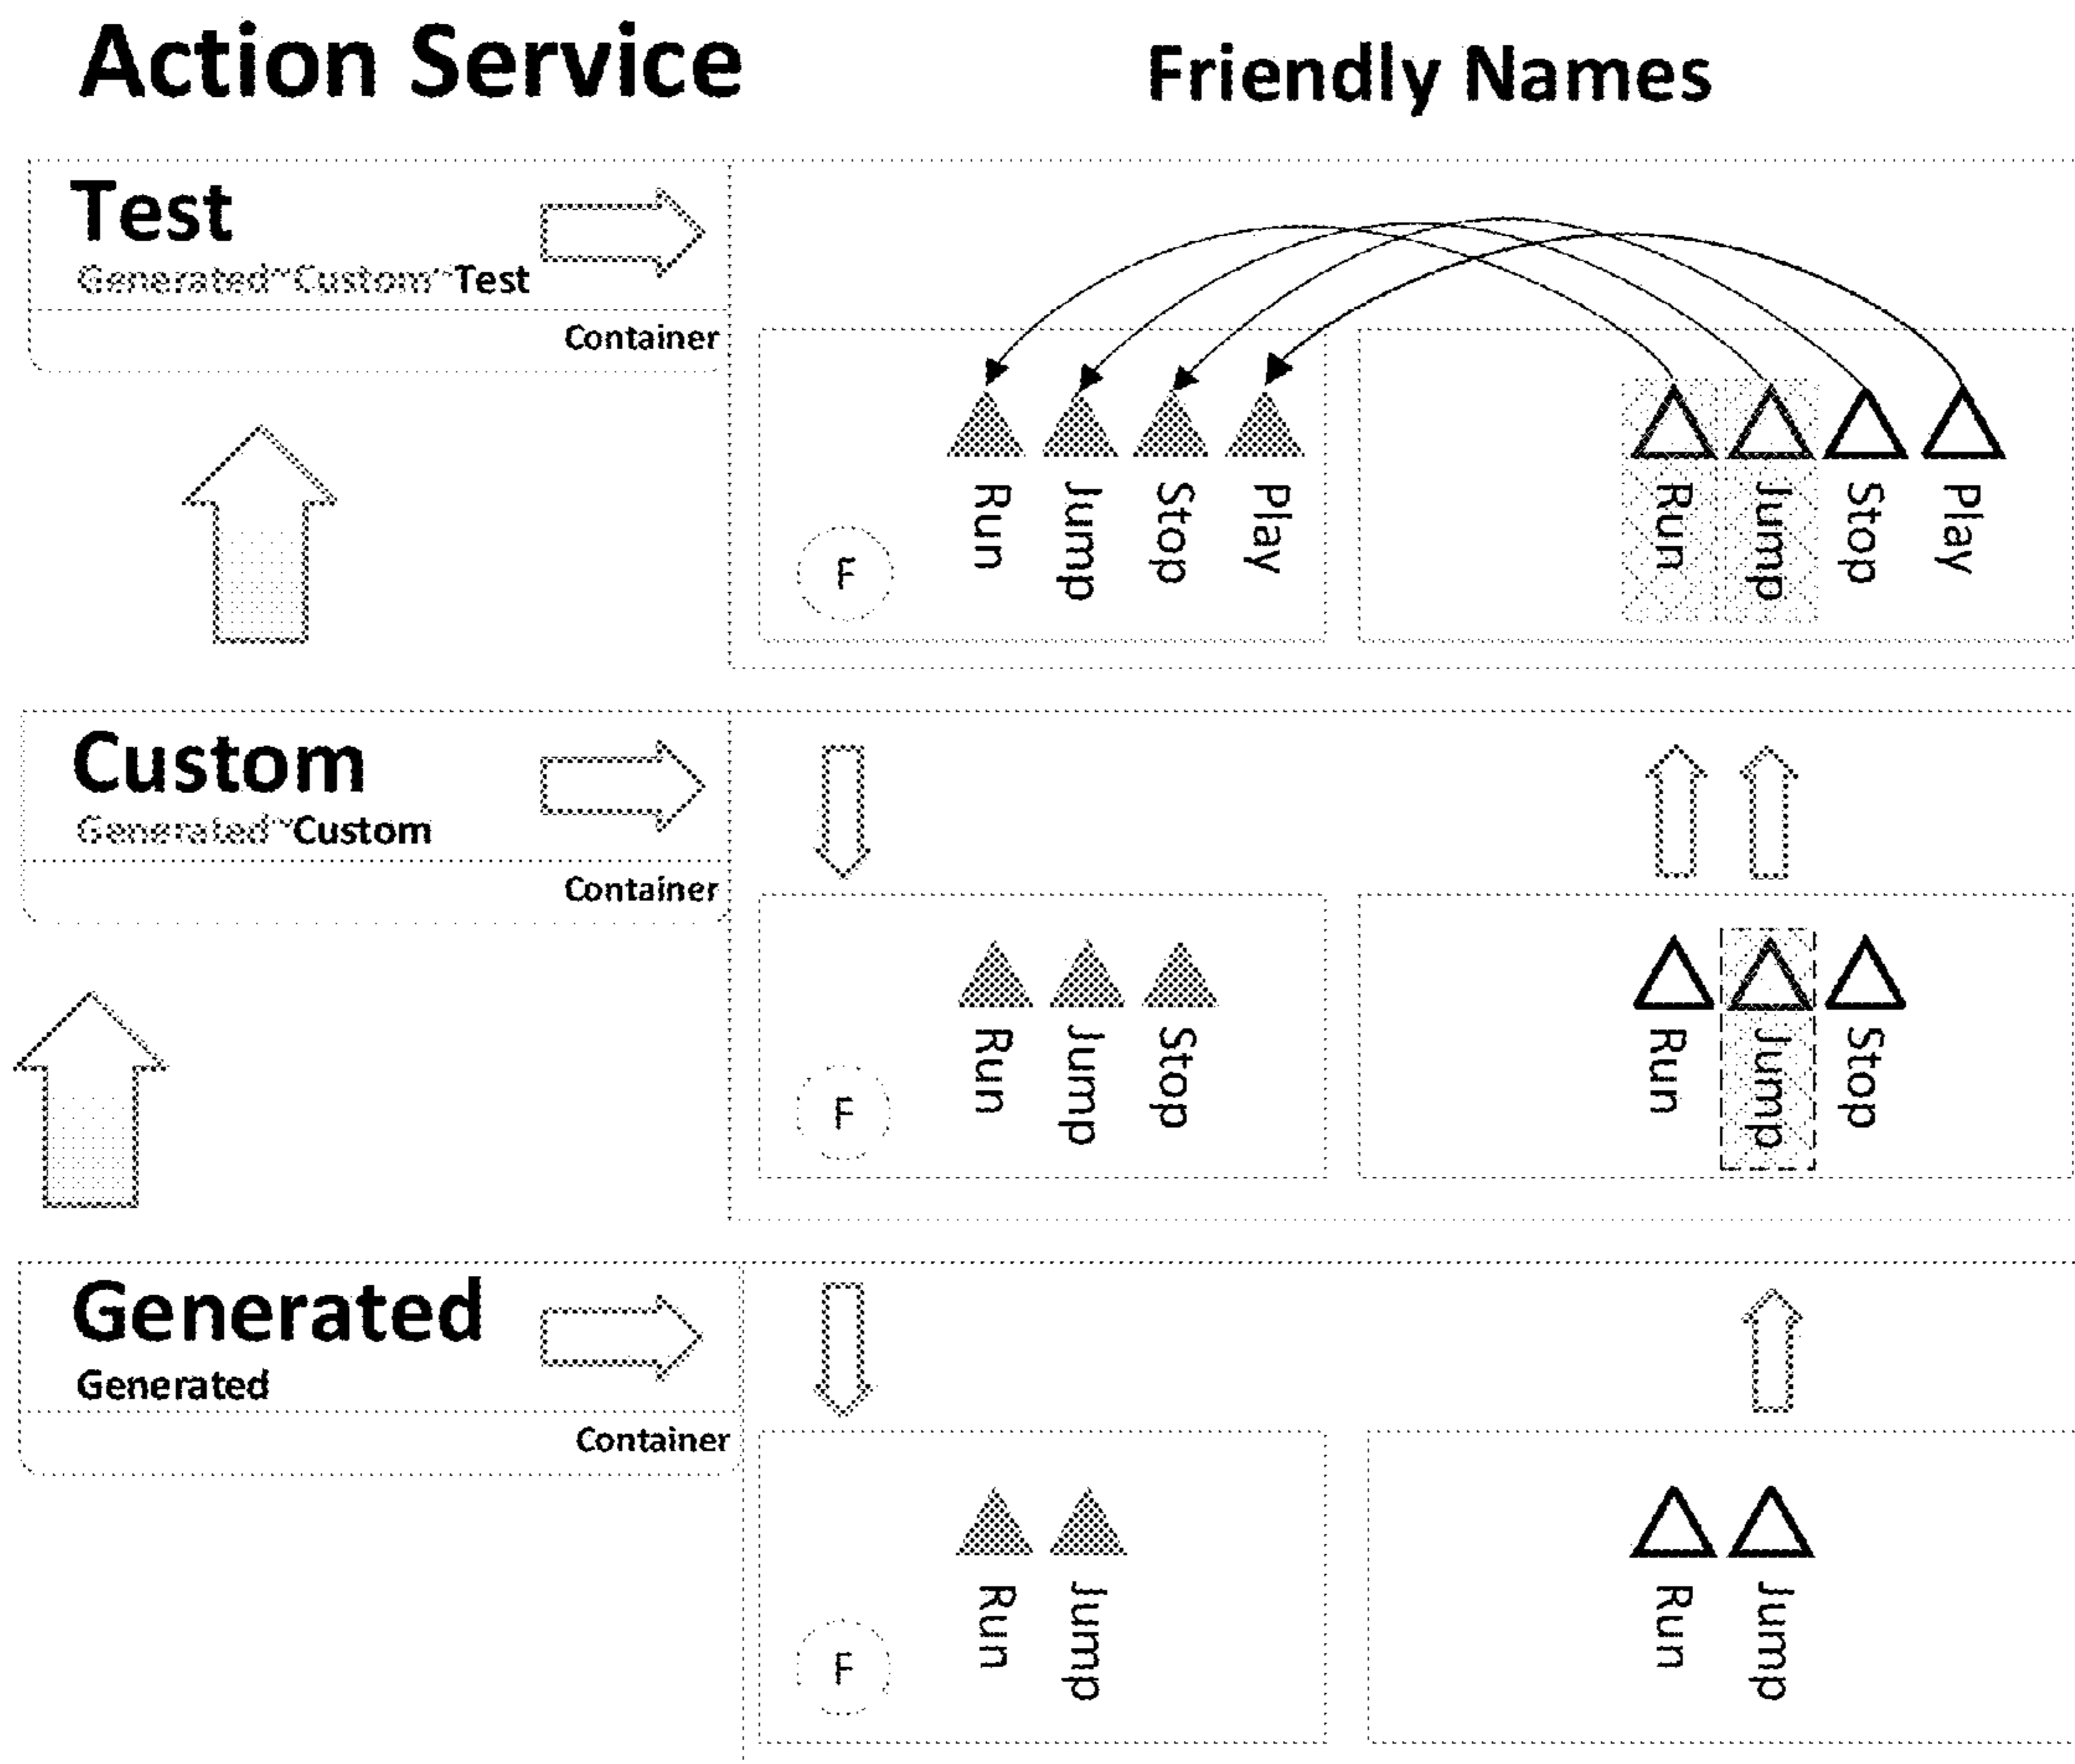 Action Service
Friendly Names
Test
Generated~Custom~Test
Container
F
Run
Jump
Stop
Play
Run
Jump
Stop
Play
Custom
Generated~Custom
Container
F
Run
Jump
Stop
Run
Jump
Stop
Generated
Generated
Container
F
Run
Jump
Run
Jump